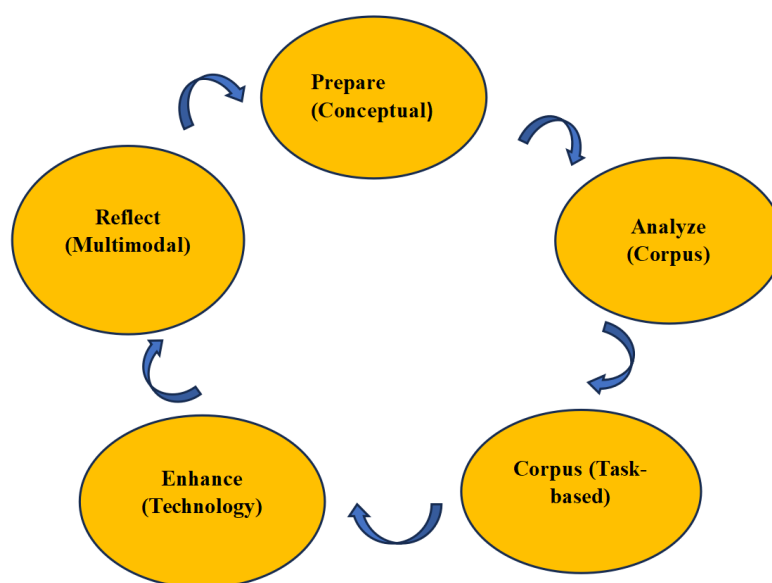 Prepare
(Conceptual)
Analyze
(Corpus)
Corpus (Task-
based)
Enhance
(Technology)
Reflect
(Multimodal)